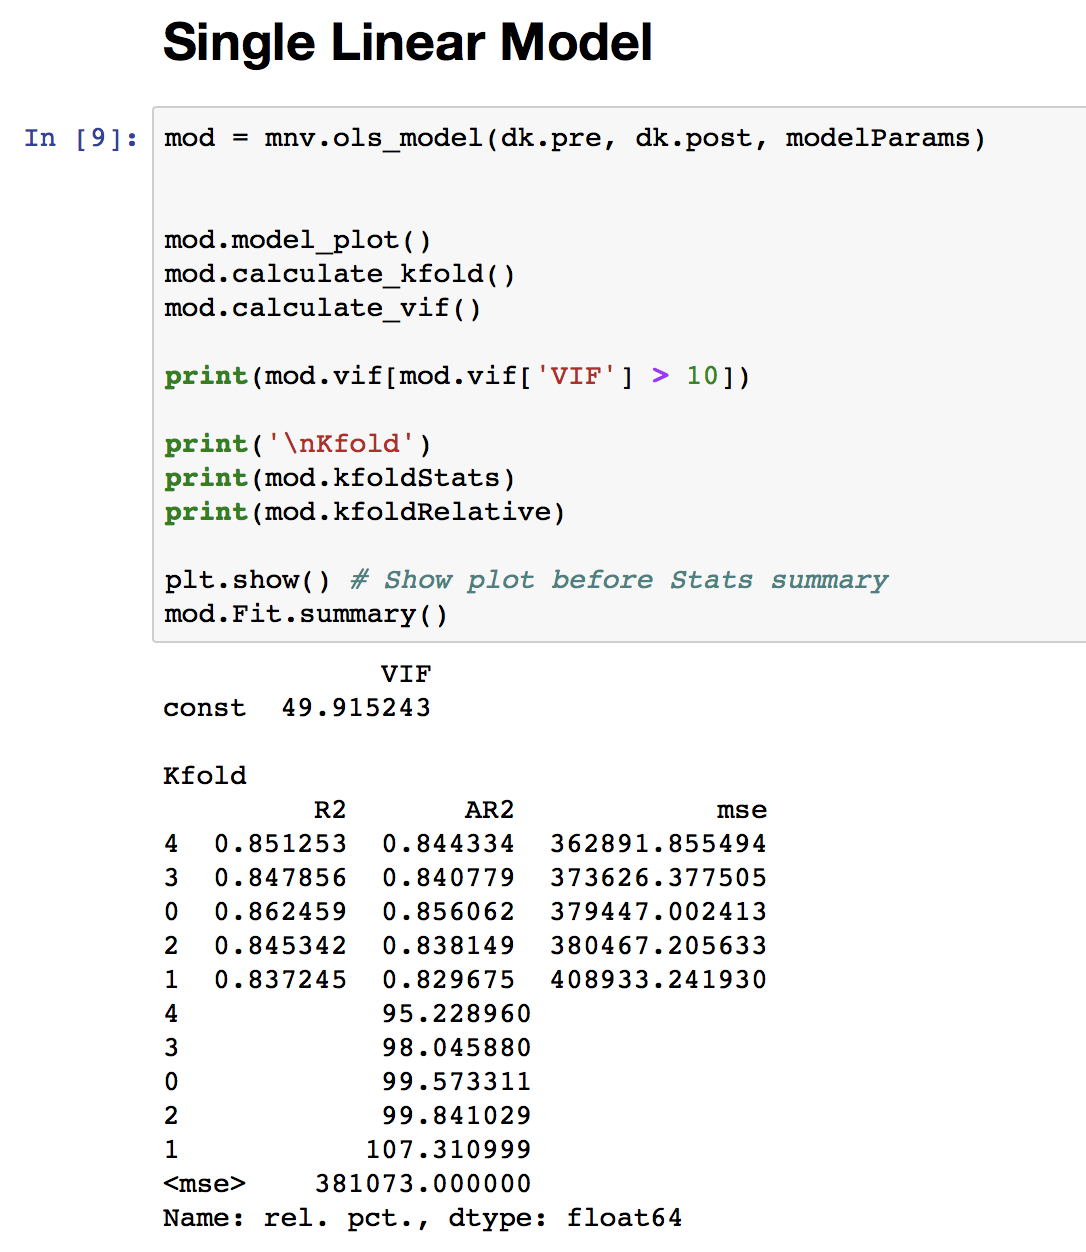 Single Linear Model
In [9]: mod = mnv.ols_model(dk.pre, dk.post, modelParams)
mod.model_plot()
mod.calculate_kfold()
mod.calculate_vif()
print(mod.vif[mod.vif['VIF'] > 10])
print('\nKfold')
print(mod.kfoldStats)
print(mod.kfoldRelative)
plt.show() # Show plot before Stats summary
mod.Fit.summary()
VIF
const 49.915243
Kfold
R2 AR2 mse
4 0.851253 0.844334 362891.855494
3 0.847856 0.840779 373626.377505
0 0.862459 0.856062 379447.002413
2 0.845342 0.838149 380467.205633
1 0.837245 0.829675 408933.241930
4 95.228960
3 98.045880
0 99.573311
2 99.841029
1 107.310999
<mse> 381073.000000
Name: rel. pct., dtype: float64